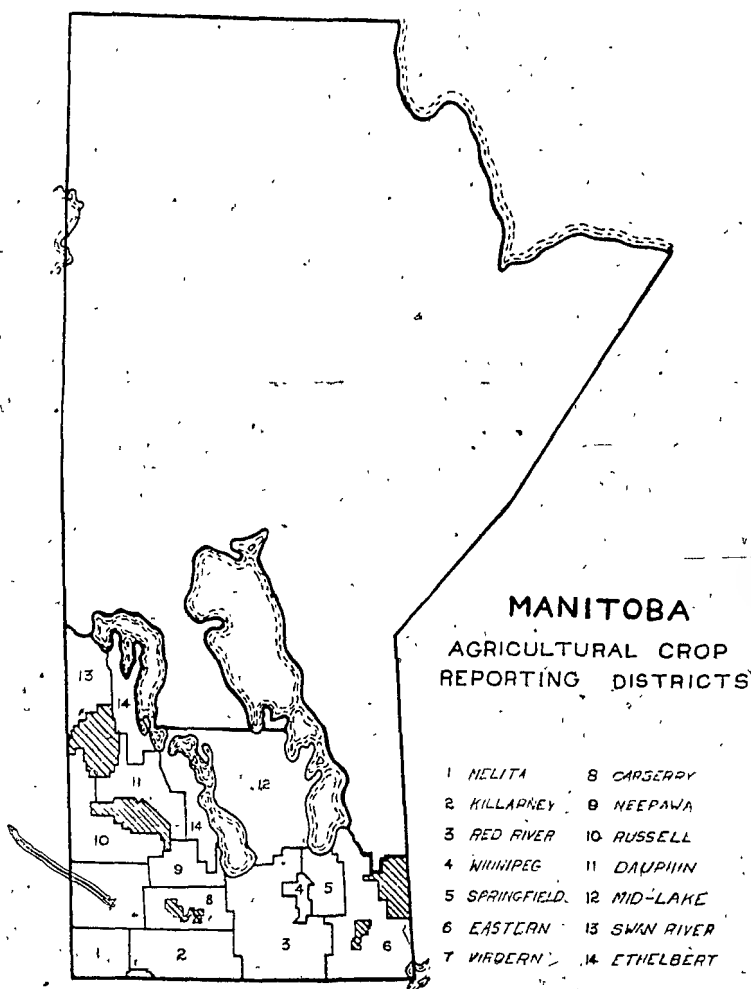 MANITOBA
AGRICULTURAL CROP
REPORTING DISTRICTS
1 MELITA
2 KILLARNEY
3 RED RIVER
4 WINNIPEG
5 SPRINGFIELD
6 EASTERN
7 VIRDERN
8 CARBERRY
9 NEEPAWA
10 RUSSELL
11 DAUPHIN
12 MID-LAKE
13 SWAN RIVER
14 ETHELBERT
13
14
11
12
10
14
9
8
4
5
7
1
2
3
6